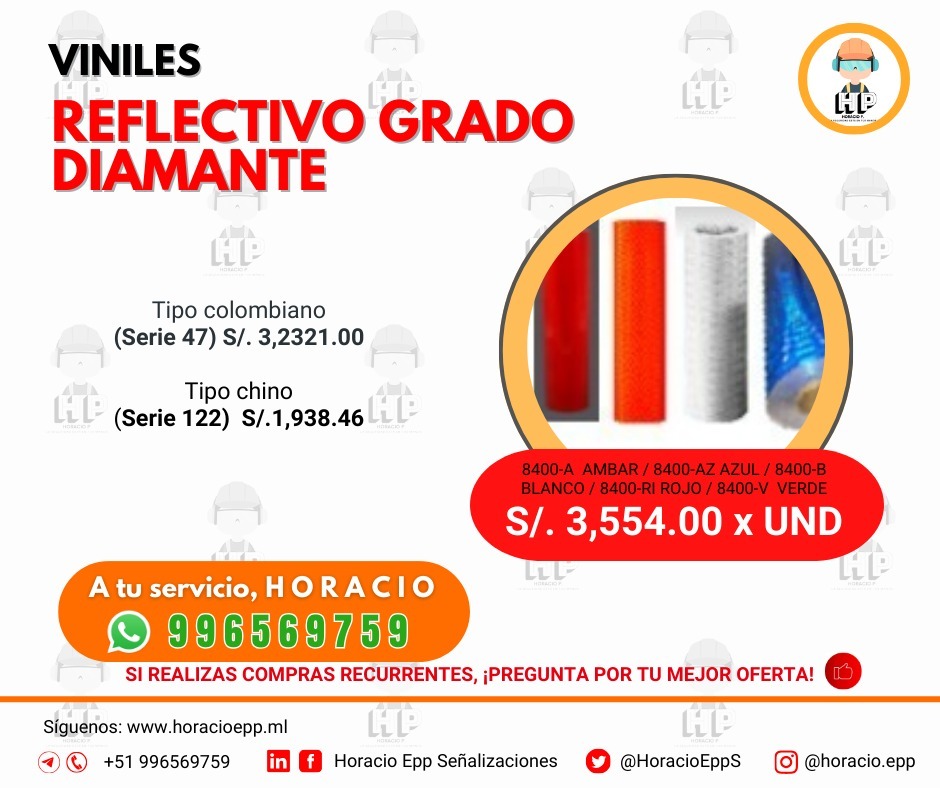 VINILES
REFLECTIVO GRADO
DIAMANTE
HP
HORACIO P.
Tipo colombiano
(Serie 47) S/. 3,2321.00
Tipo chino
(Serie 122) S/.1,938.46
8400-A AMBAR / 8400-AZ AZUL / 8400-B
BLANCO / 8400-RI ROJO / 8400-V VERDE
S/. 3,554.00 x UND
A tu servicio, HORACIO
996569759
SI REALIZAS COMPRAS RECURRENTES, ¡PREGUNTA POR TU MEJOR OFERTA!
Síguenos: www.horacioepp.ml
+51 996569759
Horacio Epp Señalizaciones
@HoracioEppS
@horacio.epp